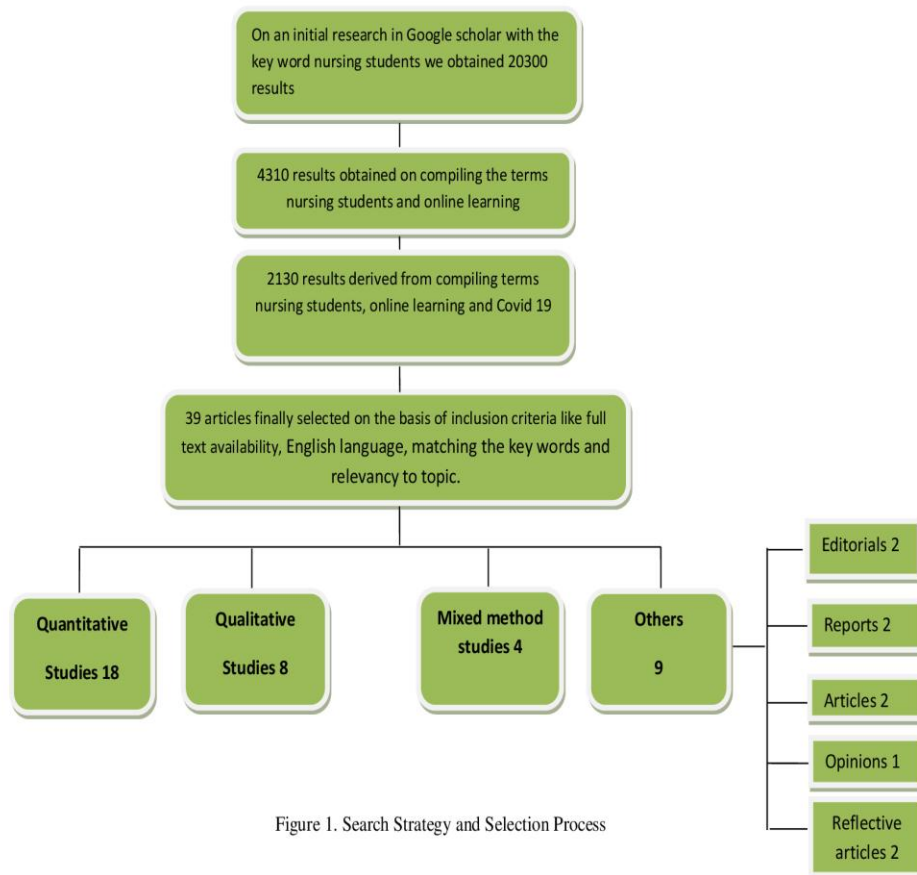 On an initial research in Google scholar with the
key word nursing students we obtained 20300
results
4310 results obtained on compiling the terms
nursing students and online learning
2130 results derived from compiling terms
nursing students, online learning and Covid 19
39 articles finally selected on the basis of inclusion criteria like full
text availability, English language, matching the key words and
relevancy to topic.
Quantitative
Studies 18
Qualitative
Studies 8
Mixed method
studies 4
Others
9
Editorials 2
Reports 2
Articles 2
Opinions 1
Reflective
articles 2
Figure 1. Search Strategy and Selection Process